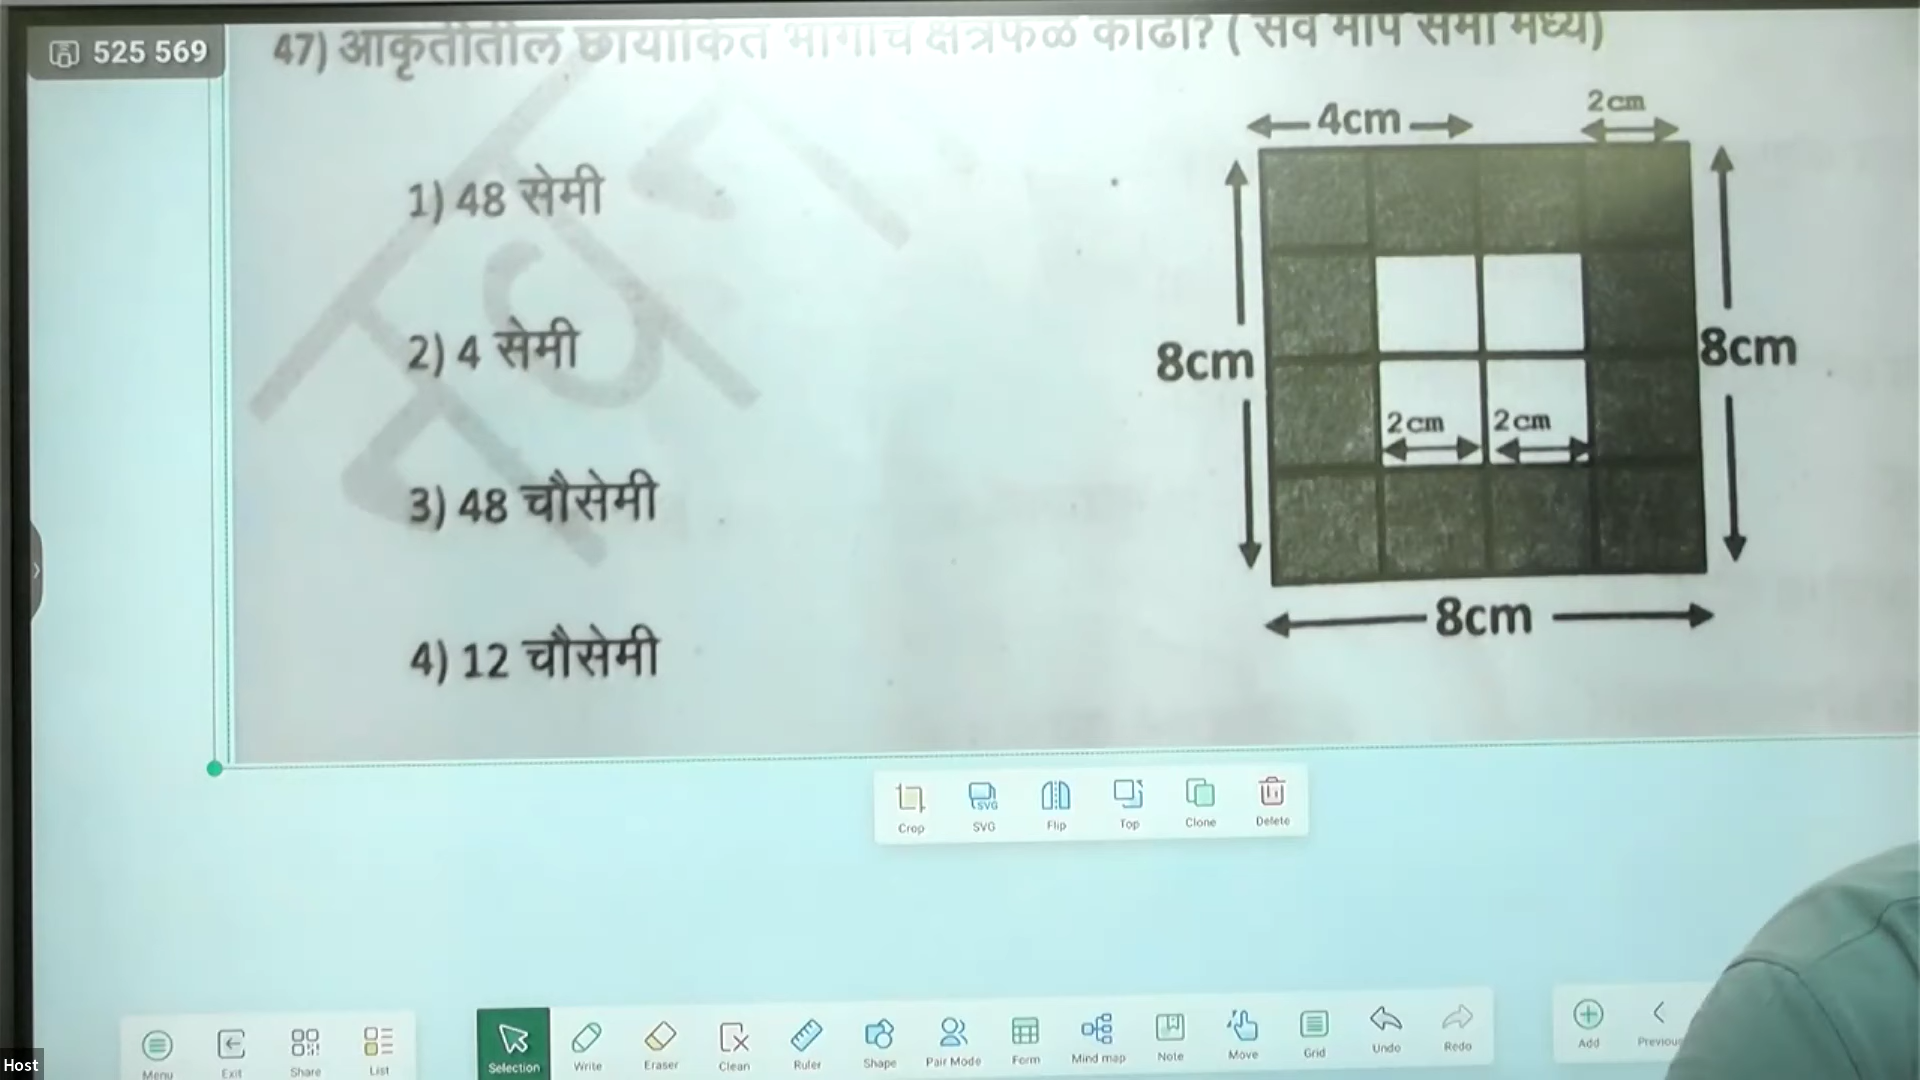 525 569
47) आकृतीतील छायांकित भागाचे क्षेत्रफळ काढा? ( सर्व मापे सेमी मध्ये)
4cm
2cm
1) 48 सेमी
2) 4 सेमी
8cm
8cm
2cm
2cm
3) 48 चौसेमी
8cm
4) 12 चौसेमी
Crop
SVG
Flip
Top
Clone
Delete
Menu
Exit
Share
List
Selection
Write
Eraser
Clean
Ruler
Shape
Pair Mode
Form
Mind map
Note
Move
Grid
Undo
Redo
Add
Host